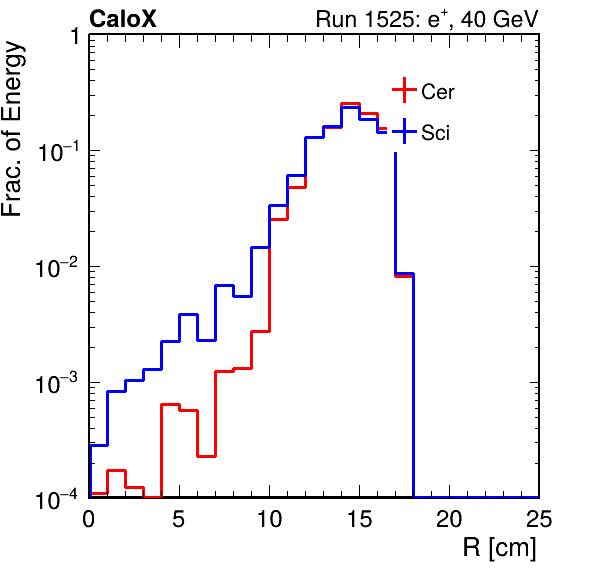 CaloX
Run 1525: e⁺, 40 GeV
Frac. of Energy
1
10⁻¹
10⁻²
10⁻³
10⁻⁴
Cer
Sci
0 5 10 15 20 25
R [cm]